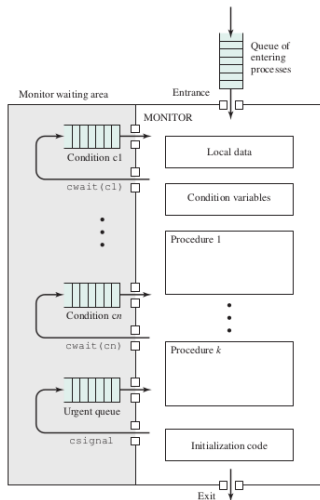 Queue of
entering
processes
Entrance
Monitor waiting area
MONITOR
Condition c1
Local data
cwait(c1)
Condition variables
Procedure 1
Condition cn
cwait(cn)
Procedure k
Urgent queue
csignal
Initialization code
Exit